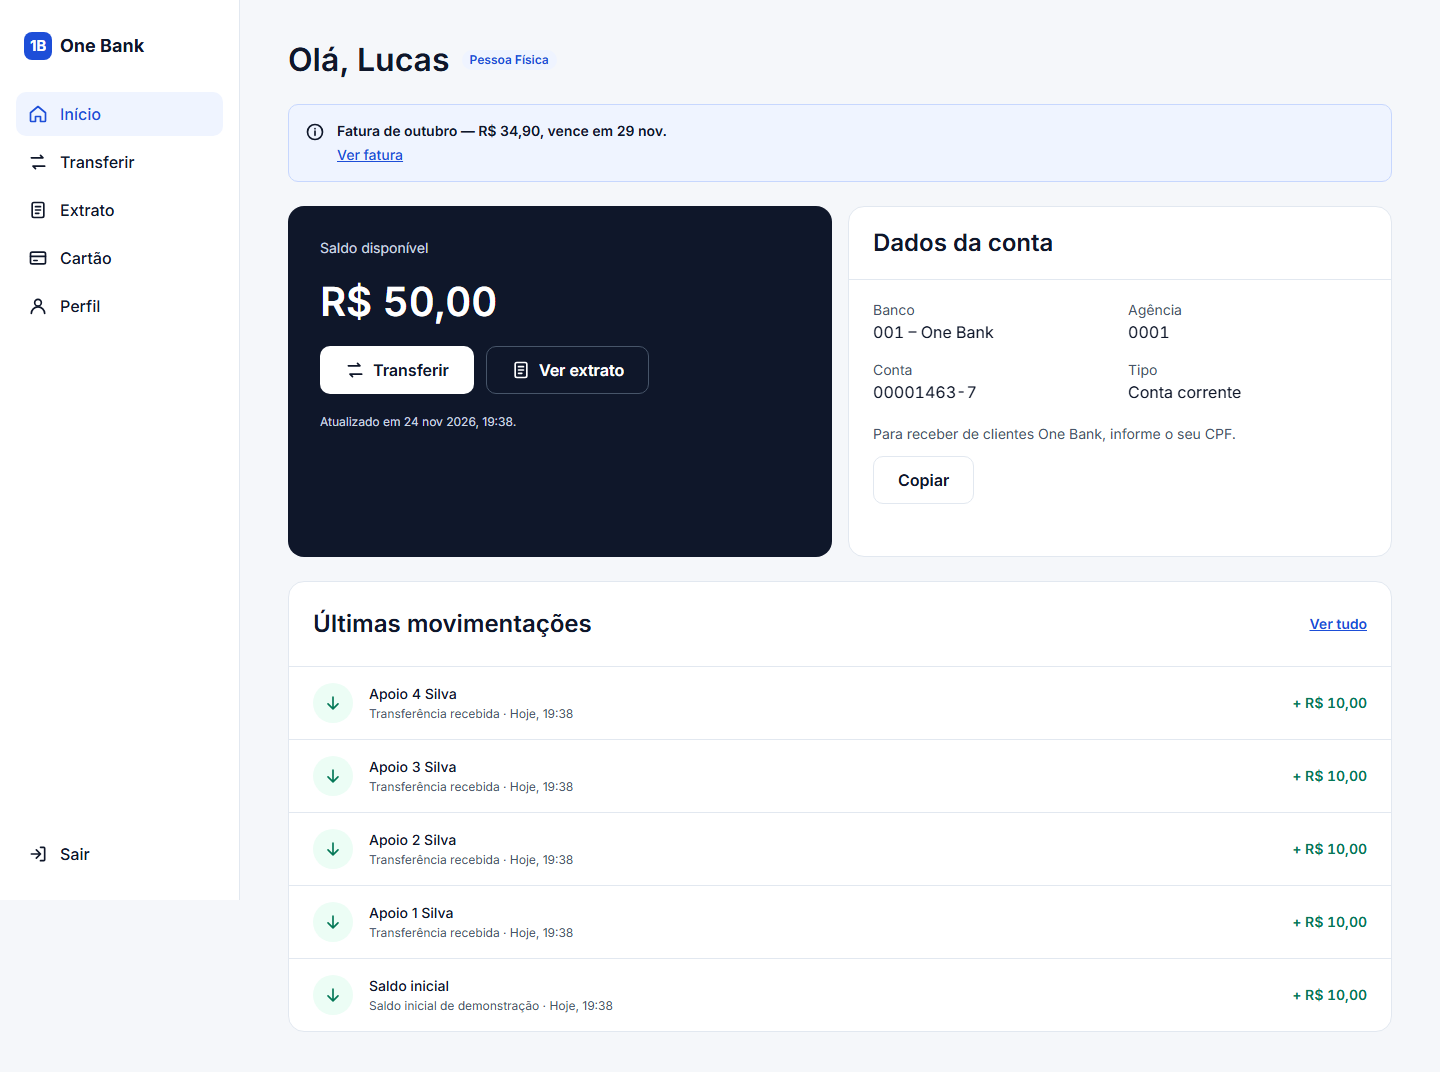 1B One Bank
Início
Transferir
Extrato
Cartão
Perfil
Sair
Olá, Lucas Pessoa Física
Fatura de outubro — R$ 34,90, vence em 29 nov.
Ver fatura
Saldo disponível
R$ 50,00
Transferir Ver extrato
Atualizado em 24 nov 2026, 19:38.
Dados da conta
Banco Agência
001 – One Bank 0001
Conta Tipo
00001463-7 Conta corrente
Para receber de clientes One Bank, informe o seu CPF.
Copiar
Últimas movimentações Ver tudo
Apoio 4 Silva
Transferência recebida · Hoje, 19:38
+ R$ 10,00
Apoio 3 Silva
Transferência recebida · Hoje, 19:38
+ R$ 10,00
Apoio 2 Silva
Transferência recebida · Hoje, 19:38
+ R$ 10,00
Apoio 1 Silva
Transferência recebida · Hoje, 19:38
+ R$ 10,00
Saldo inicial
Saldo inicial de demonstração · Hoje, 19:38
+ R$ 10,00